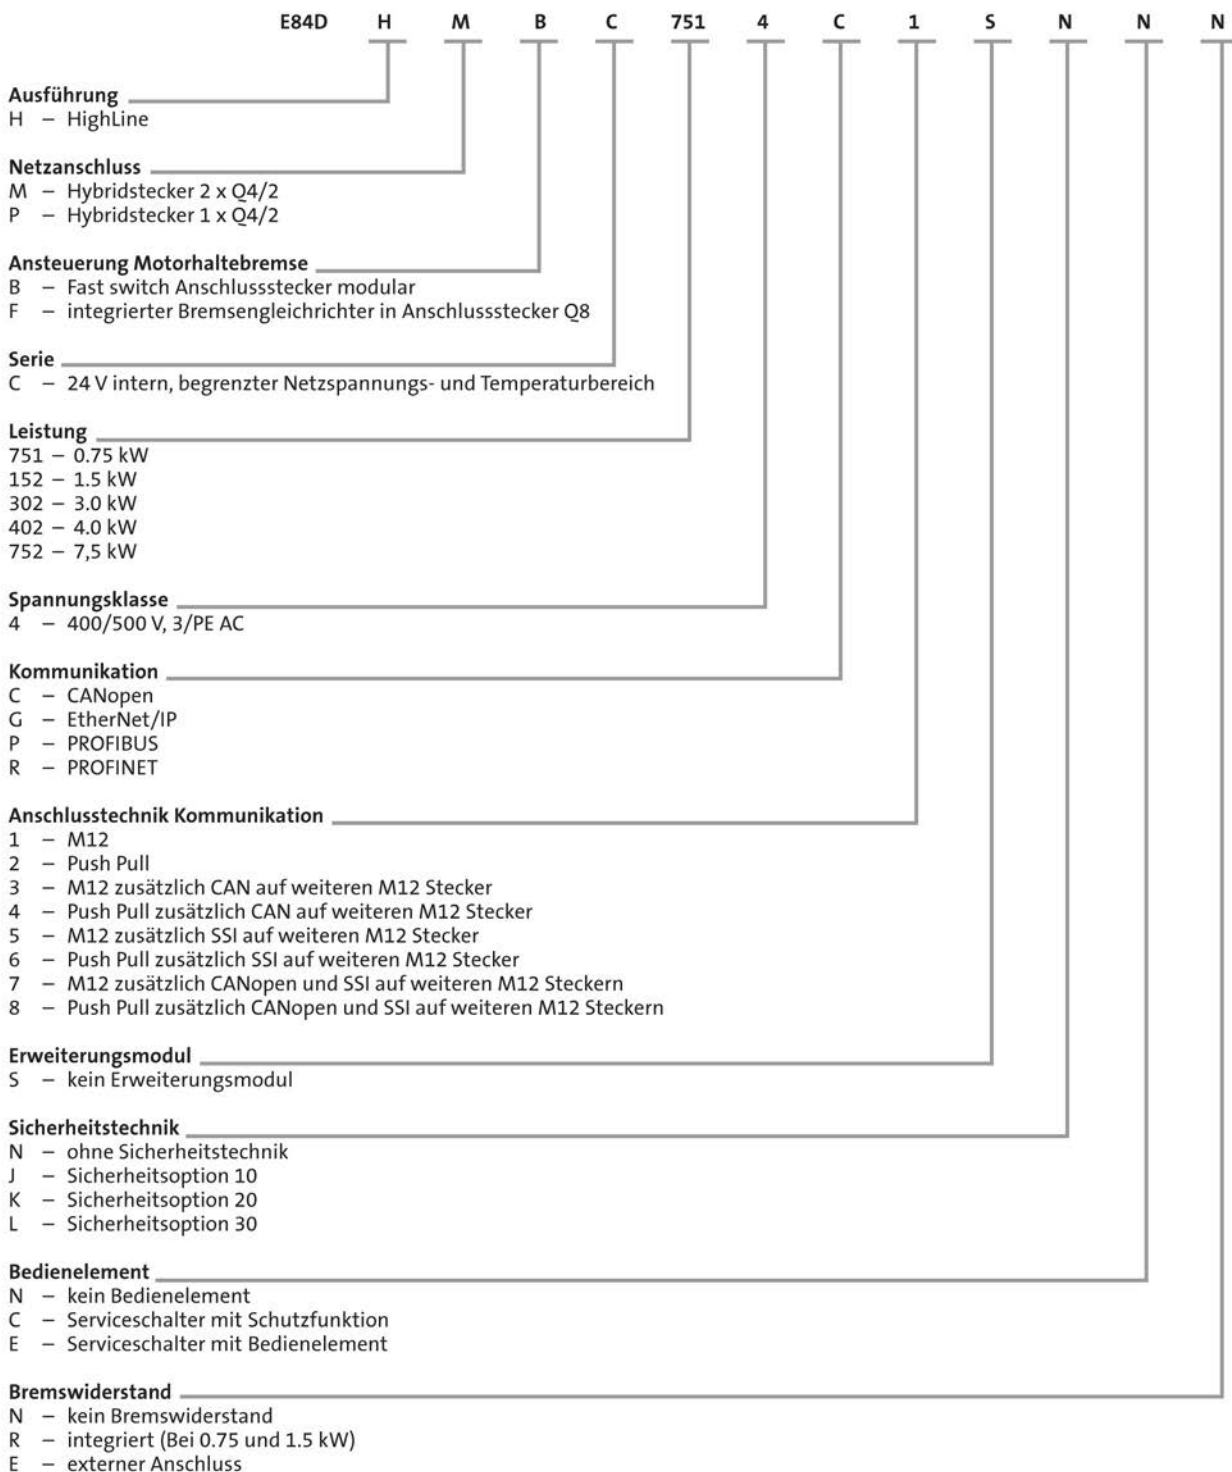 E84D H M B C 751 4 C 1 S N N N
Ausführung
H – HighLine
Netzanschluss
M – Hybridstecker 2 x Q4/2
P – Hybridstecker 1 x Q4/2
Ansteuerung Motorhaltebremse
B – Fast switch Anschlussstecker modular
F – integrierter Bremsengleichrichter in Anschlussstecker Q8
Serie
C – 24 V intern, begrenzter Netzspannungs- und Temperaturbereich
Leistung
751 – 0.75 kW
152 – 1.5 kW
302 – 3.0 kW
402 – 4.0 kW
752 – 7,5 kW
Spannungsklasse
4 – 400/500 V, 3/PE AC
Kommunikation
C – CANopen
G – EtherNet/IP
P – PROFIBUS
R – PROFINET
Anschlusstechnik Kommunikation
1 – M12
2 – Push Pull
3 – M12 zusätzlich CAN auf weiteren M12 Stecker
4 – Push Pull zusätzlich CAN auf weiteren M12 Stecker
5 – M12 zusätzlich SSI auf weiteren M12 Stecker
6 – Push Pull zusätzlich SSI auf weiteren M12 Stecker
7 – M12 zusätzlich CANopen und SSI auf weiteren M12 Steckern
8 – Push Pull zusätzlich CANopen und SSI auf weiteren M12 Steckern
Erweiterungsmodul
S – kein Erweiterungsmodul
Sicherheitstechnik
N – ohne Sicherheitstechnik
J – Sicherheitsoption 10
K – Sicherheitsoption 20
L – Sicherheitsoption 30
Bedienelement
N – kein Bedienelement
C – Serviceschalter mit Schutzfunktion
E – Serviceschalter mit Bedienelement
Bremswiderstand
N – kein Bremswiderstand
R – integriert (Bei 0.75 und 1.5 kW)
E – externer Anschluss